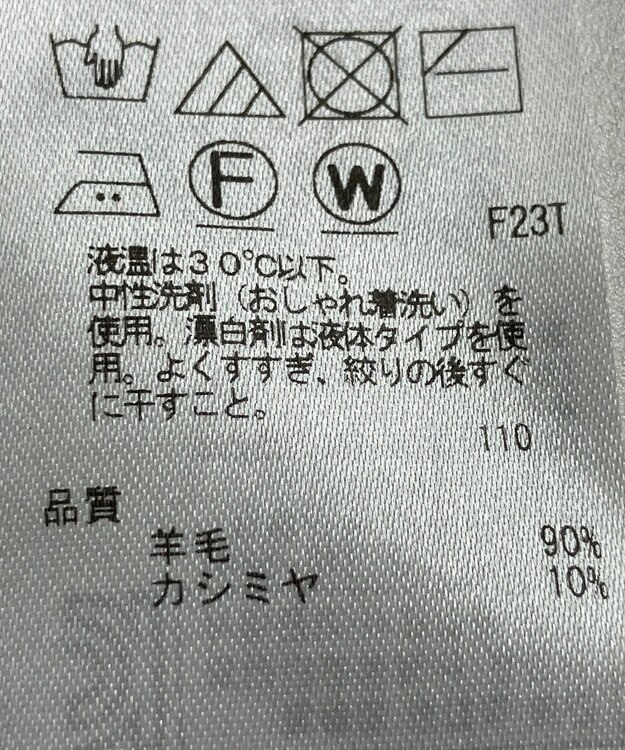 F
W
F23T
液温は30℃以下。
中性洗剤（おしゃれ着洗い）を
使用。漂白剤は液体タイプを使
用。よくすすぎ、絞りの後すぐ
に干すこと。
110
品質
羊毛 90%
カシミヤ 10%